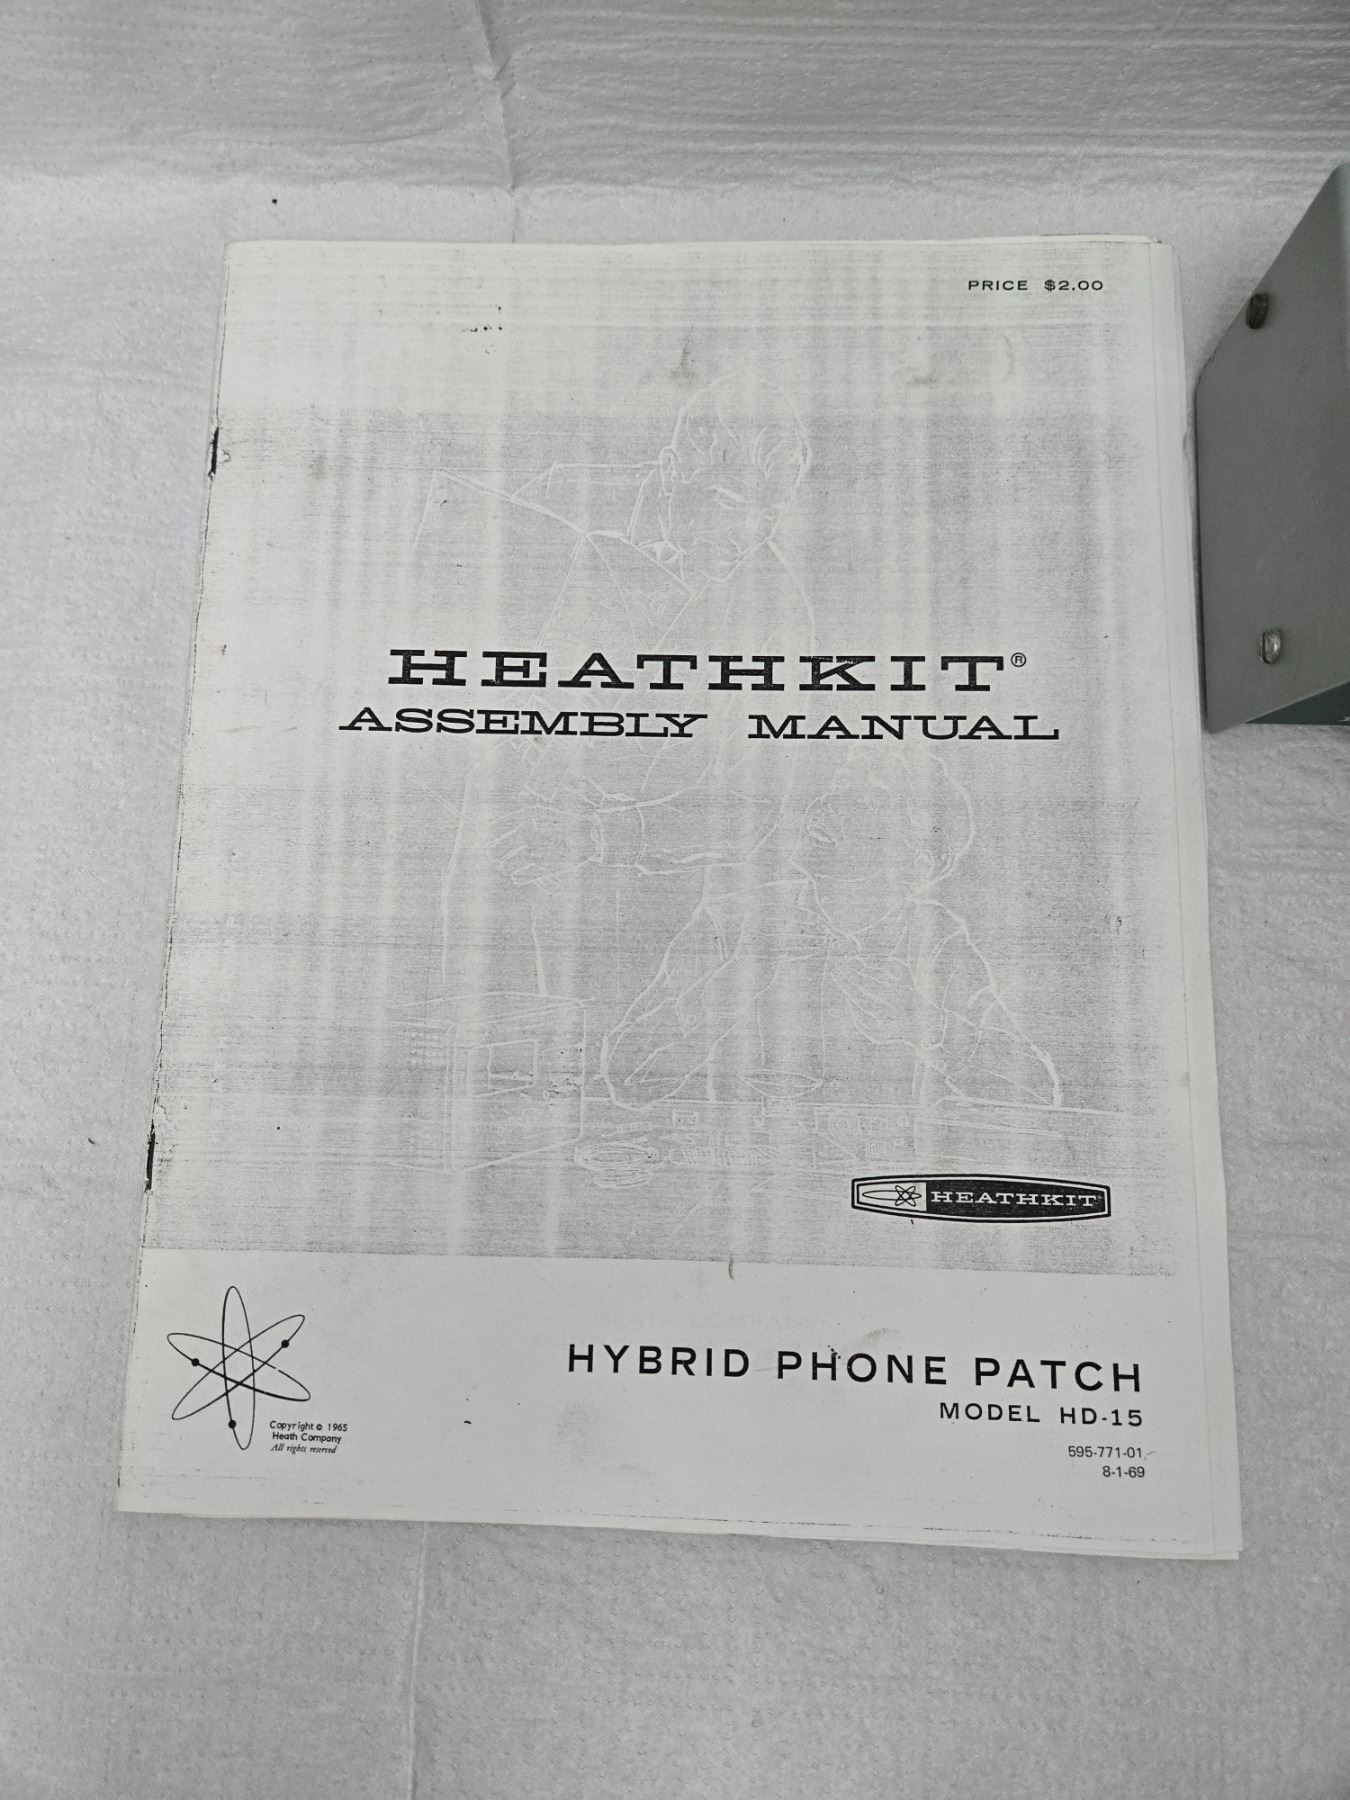 PRICE $2.00
HEATHKIT®
ASSEMBLY MANUAL
HEATHKIT
HYBRID PHONE PATCH
MODEL HD-15
595-771-01
8-1-69
Copyright © 1965
Heath Company
All rights reserved